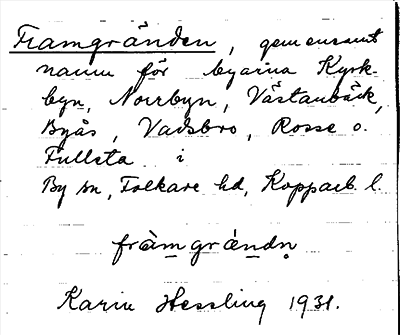 Framgränden, gemensamt
namn för byarna Kyrk-
byn, Norrbyn, Västanbäck,
Byås, Vadsbro, Rosse o.
Fullsta i
By sn, Folkare hd, Kopparb. l.
fràmgrändn̥
Karin Hessling 1931.